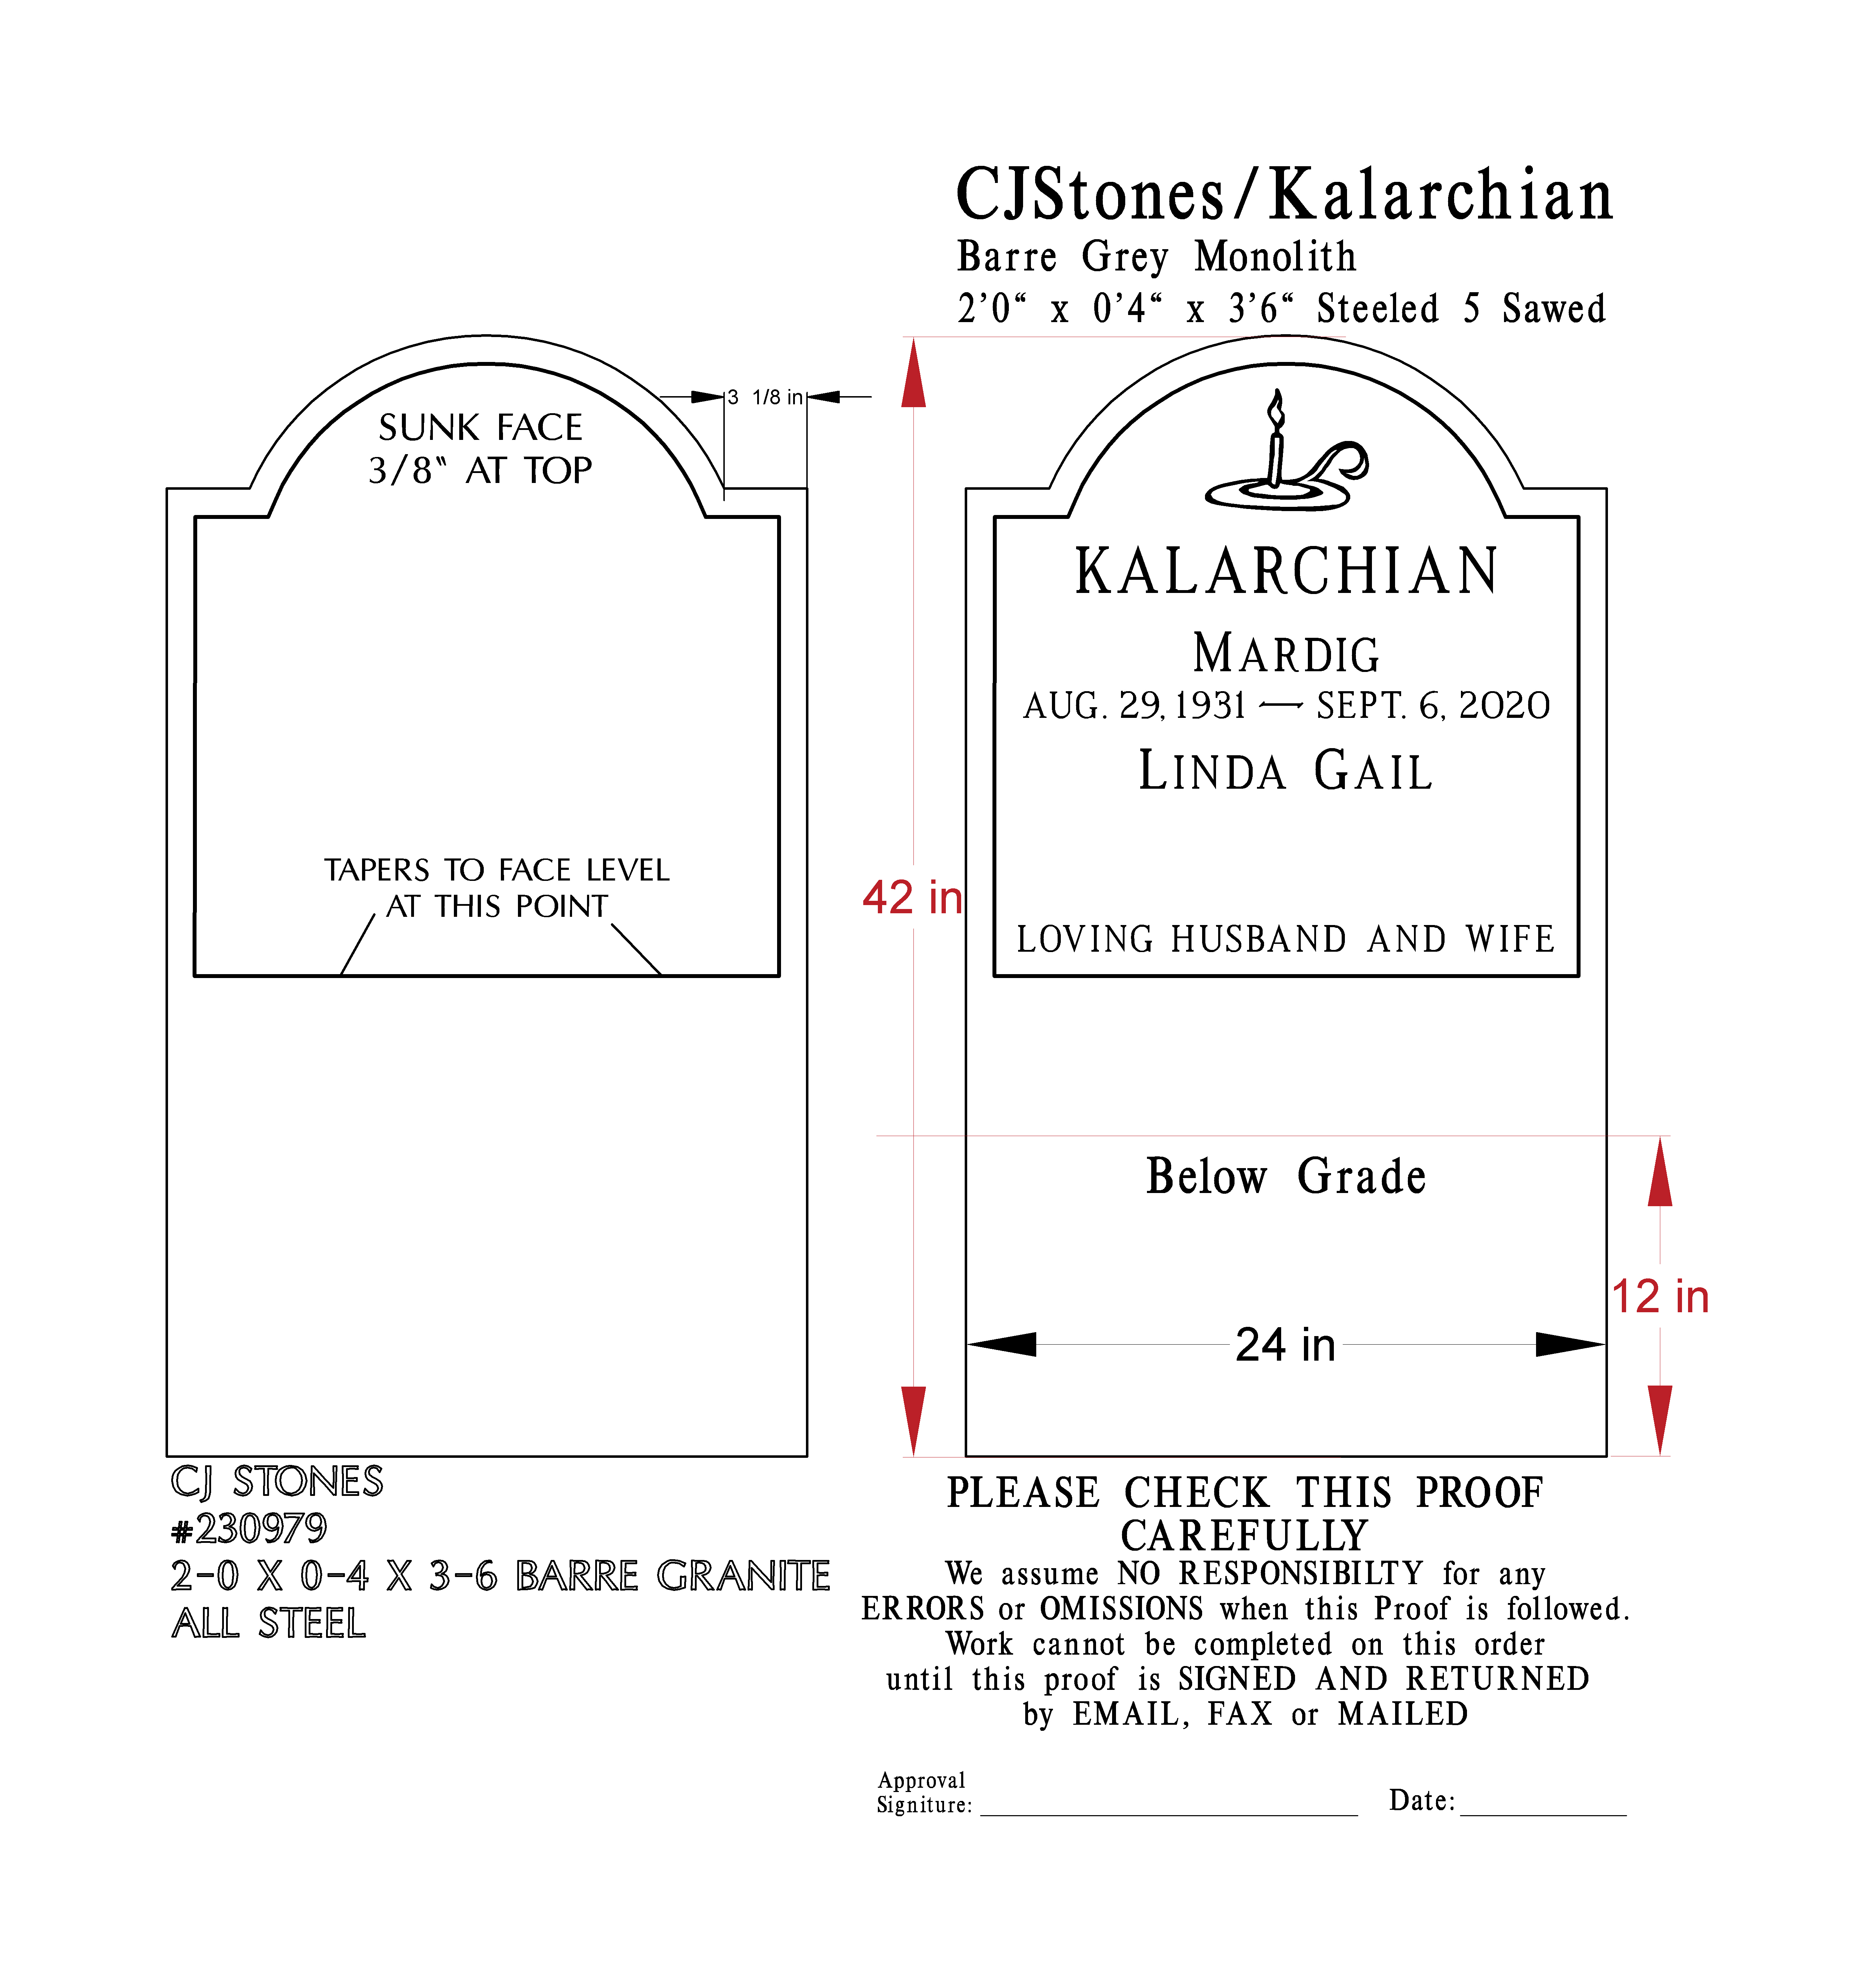 CJStones/Kalarchian
Barre Grey Monolith
2’0“ x 0’4“ x 3’6“ Steeled 5 Sawed
3 1/8 in
SUNK FACE
3/8“ AT TOP
TAPERS TO FACE LEVEL
AT THIS POINT
CJ STONES
#230979
2-0 X 0-4 X 3-6 BARRE GRANITE
ALL STEEL
42 in
KALARCHIAN
MARDIG
AUG. 29, 1931 — SEPT. 6, 2020
LINDA GAIL
LOVING HUSBAND AND WIFE
Below Grade
12 in
24 in
PLEASE CHECK THIS PROOF
CAREFULLY
We assume NO RESPONSIBILTY for any
ERRORS or OMISSIONS when this Proof is followed.
Work cannot be completed on this order
until this proof is SIGNED AND RETURNED
by EMAIL, FAX or MAILED
Approval
Signiture: Date: